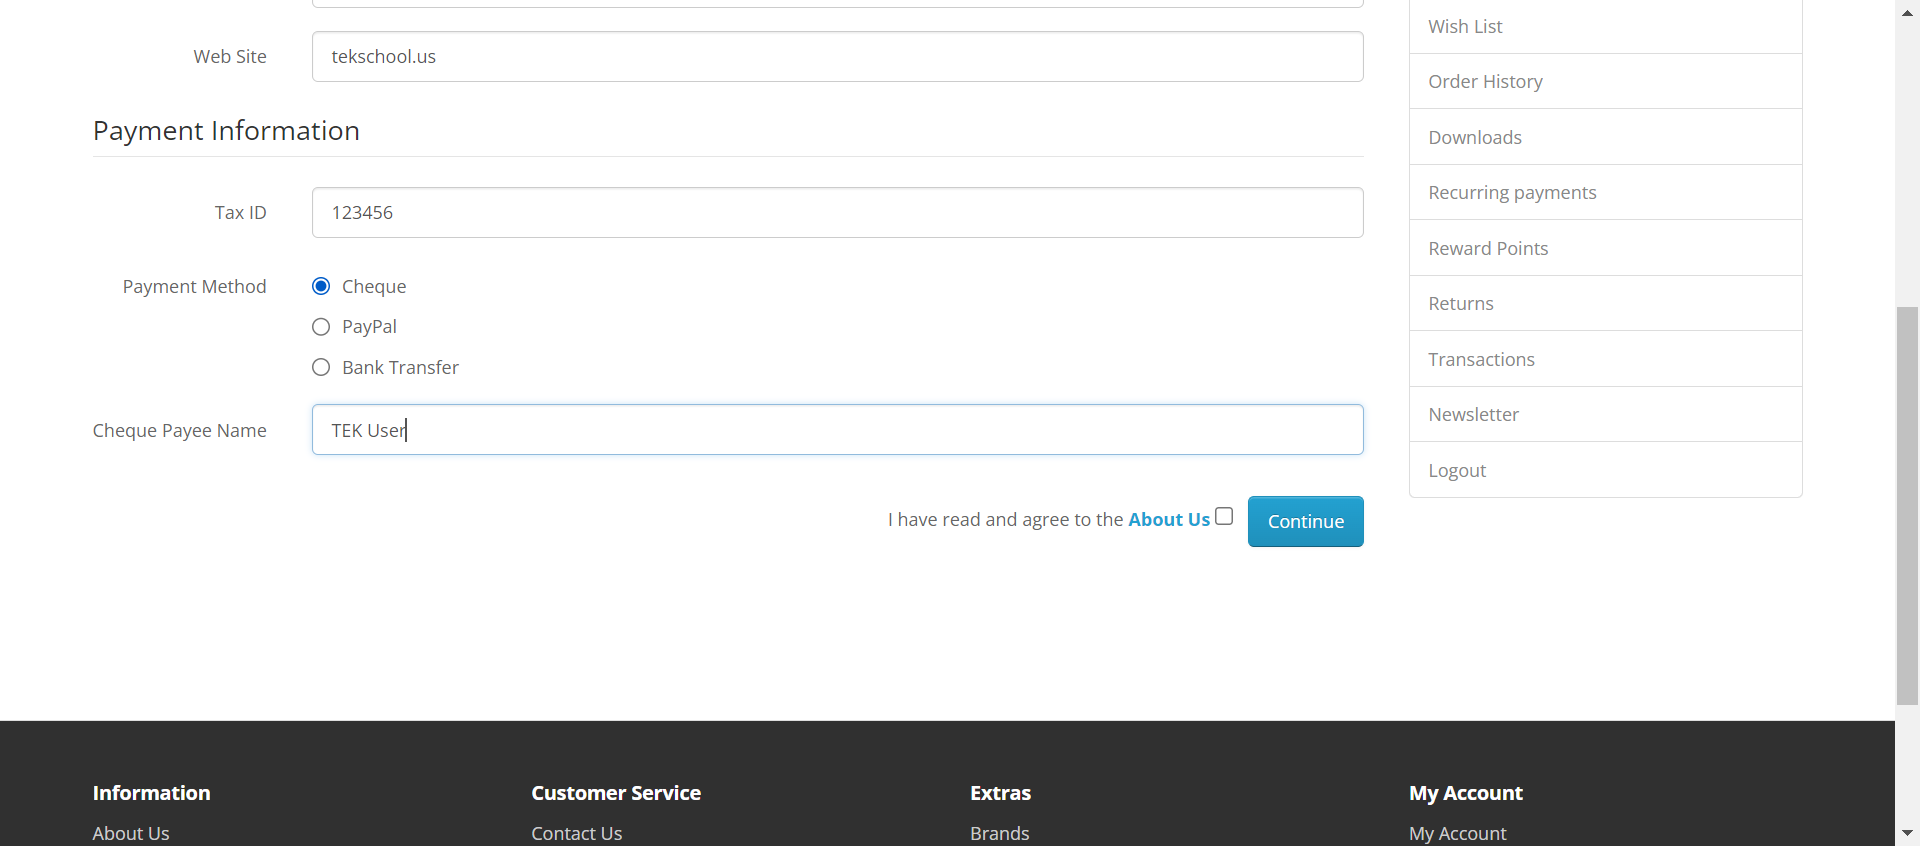 Web Site
tekschool.us
Payment Information
Tax ID
123456
Payment Method
Cheque
PayPal
Bank Transfer
Cheque Payee Name
TEK User
I have read and agree to the About Us
Continue
Wish List
Order History
Downloads
Recurring payments
Reward Points
Returns
Transactions
Newsletter
Logout
Information
About Us
Customer Service
Contact Us
Extras
Brands
My Account
My Account